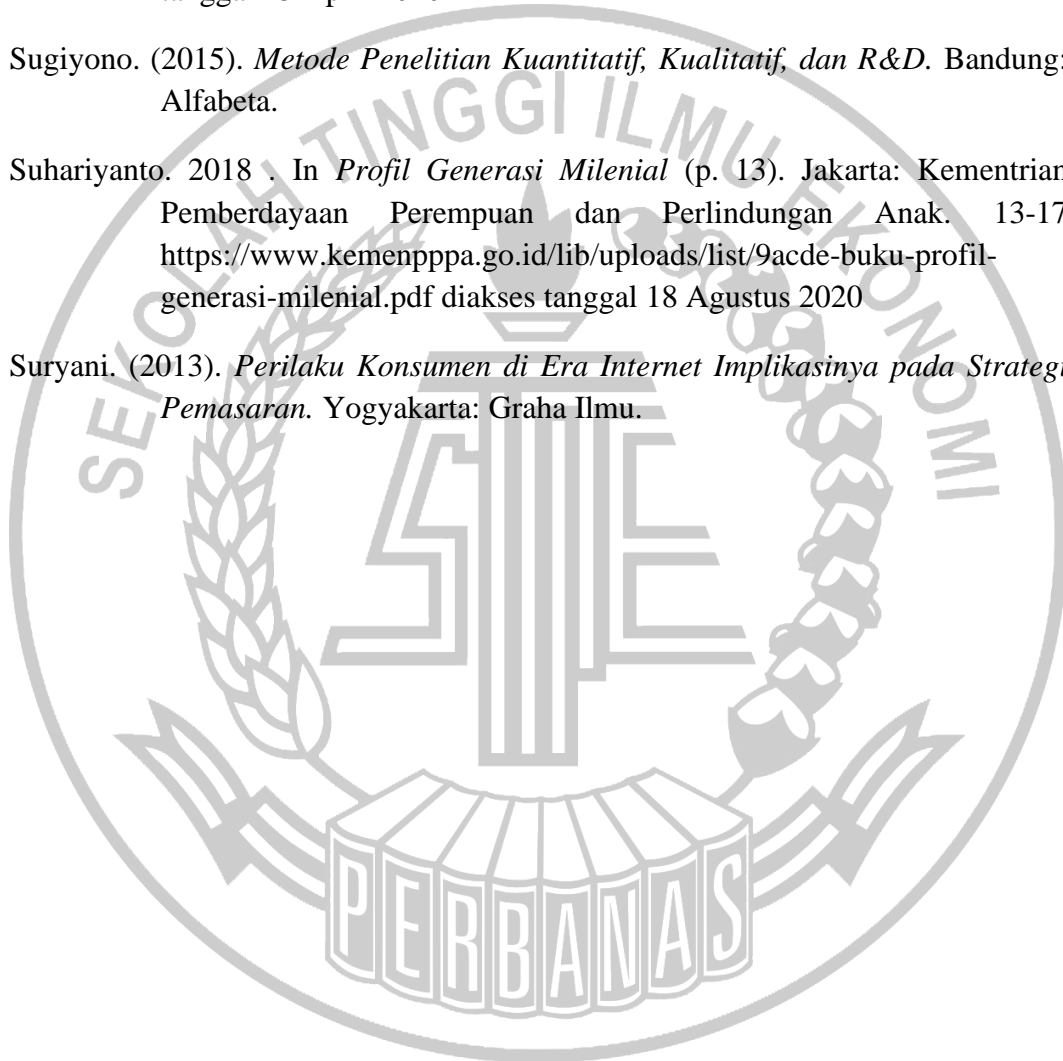 Sugiyono. (2015). Metode Penelitian Kuantitatif, Kualitatif, dan R&D. Bandung:
Alfabeta.
Suhariyanto. 2018 . In Profil Generasi Milenial (p. 13). Jakarta: Kementrian
Pemberdayaan Perempuan dan Perlindungan Anak. 13-17
https://www.kemenpppa.go.id/lib/uploads/list/9acde-buku-profil-
generasi-milenial.pdf diakses tanggal 18 Agustus 2020
Suryani. (2013). Perilaku Konsumen di Era Internet Implikasinya pada Strategi
Pemasaran. Yogyakarta: Graha Ilmu.
SEKOLAH TINGGI ILMU EKONOMI
PERBANAS